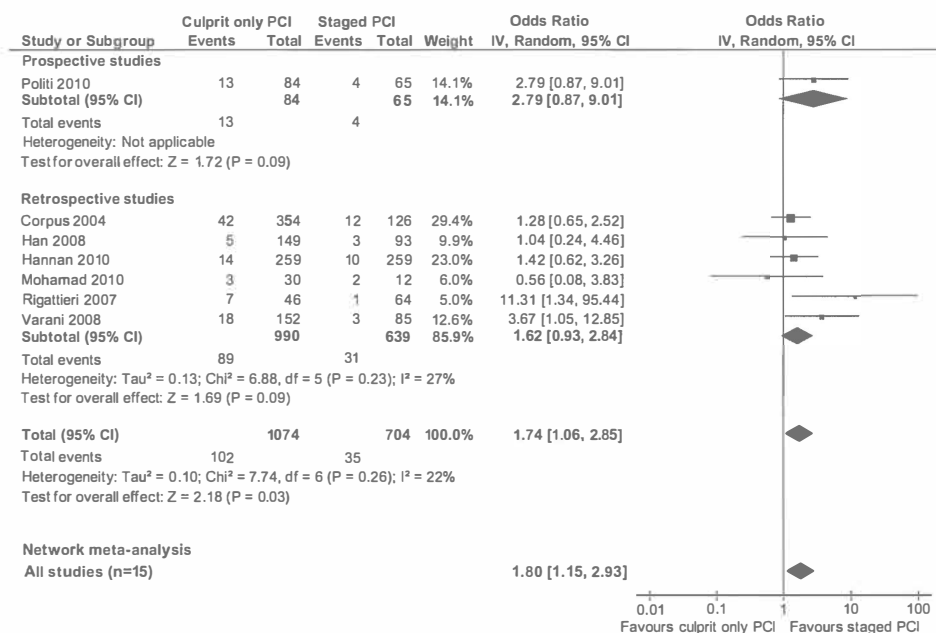 Culprit only PCI Staged PCI Odds Ratio Odds Ratio
Study or Subgroup Events Total Events Total Weight IV, Random, 95% CI IV, Random, 95% CI
Prospective studies
Politi 2010 13 84 4 65 14.1% 2.79 [0.87, 9.01]
Subtotal (95% CI) 84 65 14.1% 2.79 [0.87, 9.01]
Total events 13 4
Heterogeneity: Not applicable
Test for overall effect: Z = 1.72 (P = 0.09)
Retrospective studies
Corpus 2004 42 354 12 126 29.4% 1.28 [0.65, 2.52]
Han 2008 5 149 3 93 9.9% 1.04 [0.24, 4.46]
Hannan 2010 14 259 10 259 23.0% 1.42 [0.62, 3.26]
Mohamad 2010 3 30 2 12 6.0% 0.56 [0.08, 3.83]
Rigattieri 2007 7 46 1 64 5.0% 11.31 [1.34, 95.44]
Varani 2008 18 152 3 85 12.6% 3.67 [1.05, 12.85]
Subtotal (95% CI) 990 639 85.9% 1.62 [0.93, 2.84]
Total events 89 31
Heterogeneity: Tau² = 0.13; Chi² = 6.88, df = 5 (P = 0.23); I² = 27%
Test for overall effect: Z = 1.69 (P = 0.09)
Total (95% CI) 1074 704 100.0% 1.74 [1.06, 2.85]
Total events 102 35
Heterogeneity: Tau² = 0.10; Chi² = 7.74, df = 6 (P = 0.26); I² = 22%
Test for overall effect: Z = 2.18 (P = 0.03)
Network meta-analysis
All studies (n=15) 1.80 [1.15, 2.93]
0.01 0.1 1 10 100
Favours culprit only PCI Favours staged PCI